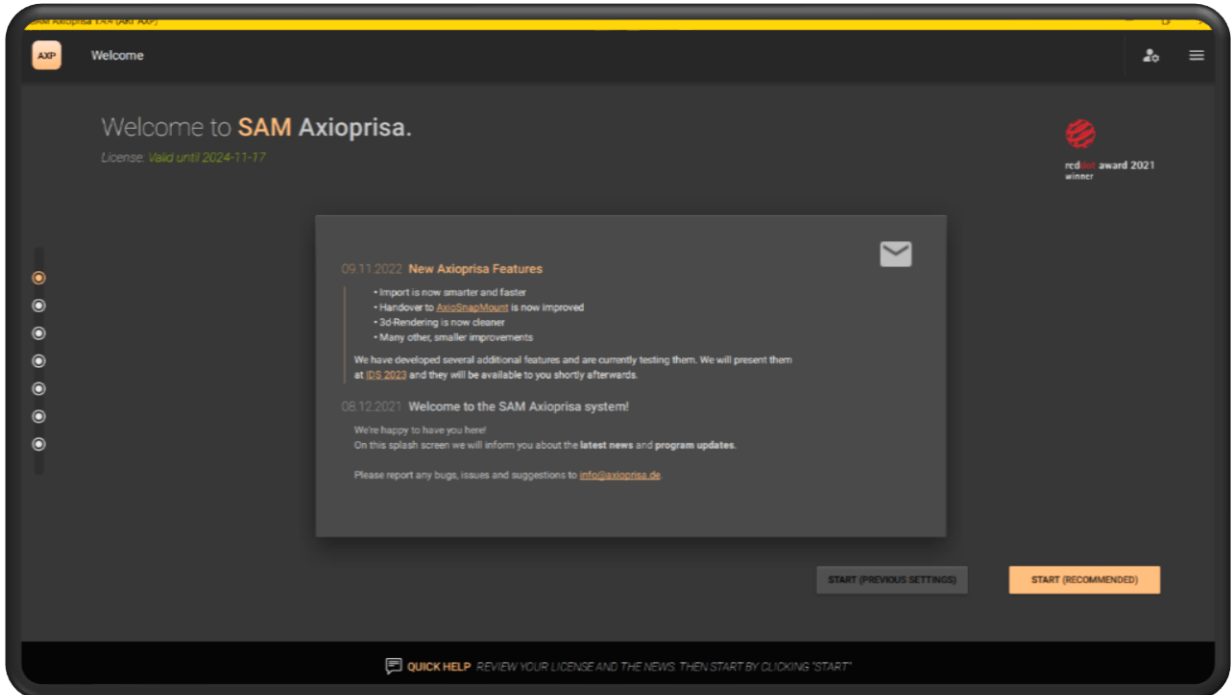 SAM Axioprisa
AXP
Welcome
Welcome to SAM Axioprisa.
License: Valid until 2024-11-17
reddot award 2021
winner
09.11.2022 New Axioprisa Features
• Import is now smarter and faster
• Handover to AxioSnapMount is now improved
• 3d-Rendering is now cleaner
• Many other, smaller improvements
We have developed several additional features and are currently testing them. We will present them
at IDS 2023 and they will be available to you shortly afterwards.
08.12.2021 Welcome to the SAM Axioprisa system!
We're happy to have you here!
On this splash screen we will inform you about the latest news and program updates.
Please report any bugs, issues and suggestions to info@axioprisa.de.
START (PREVIOUS SETTINGS)
START (RECOMMENDED)
QUICK HELP REVIEW YOUR LICENSE AND THE NEWS. THEN START BY CLICKING "START"